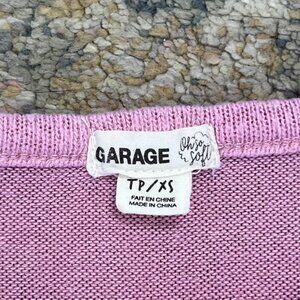 GARAGE
Oh so
soft
TP/XS
FAIT EN CHINE
MADE IN CHINA